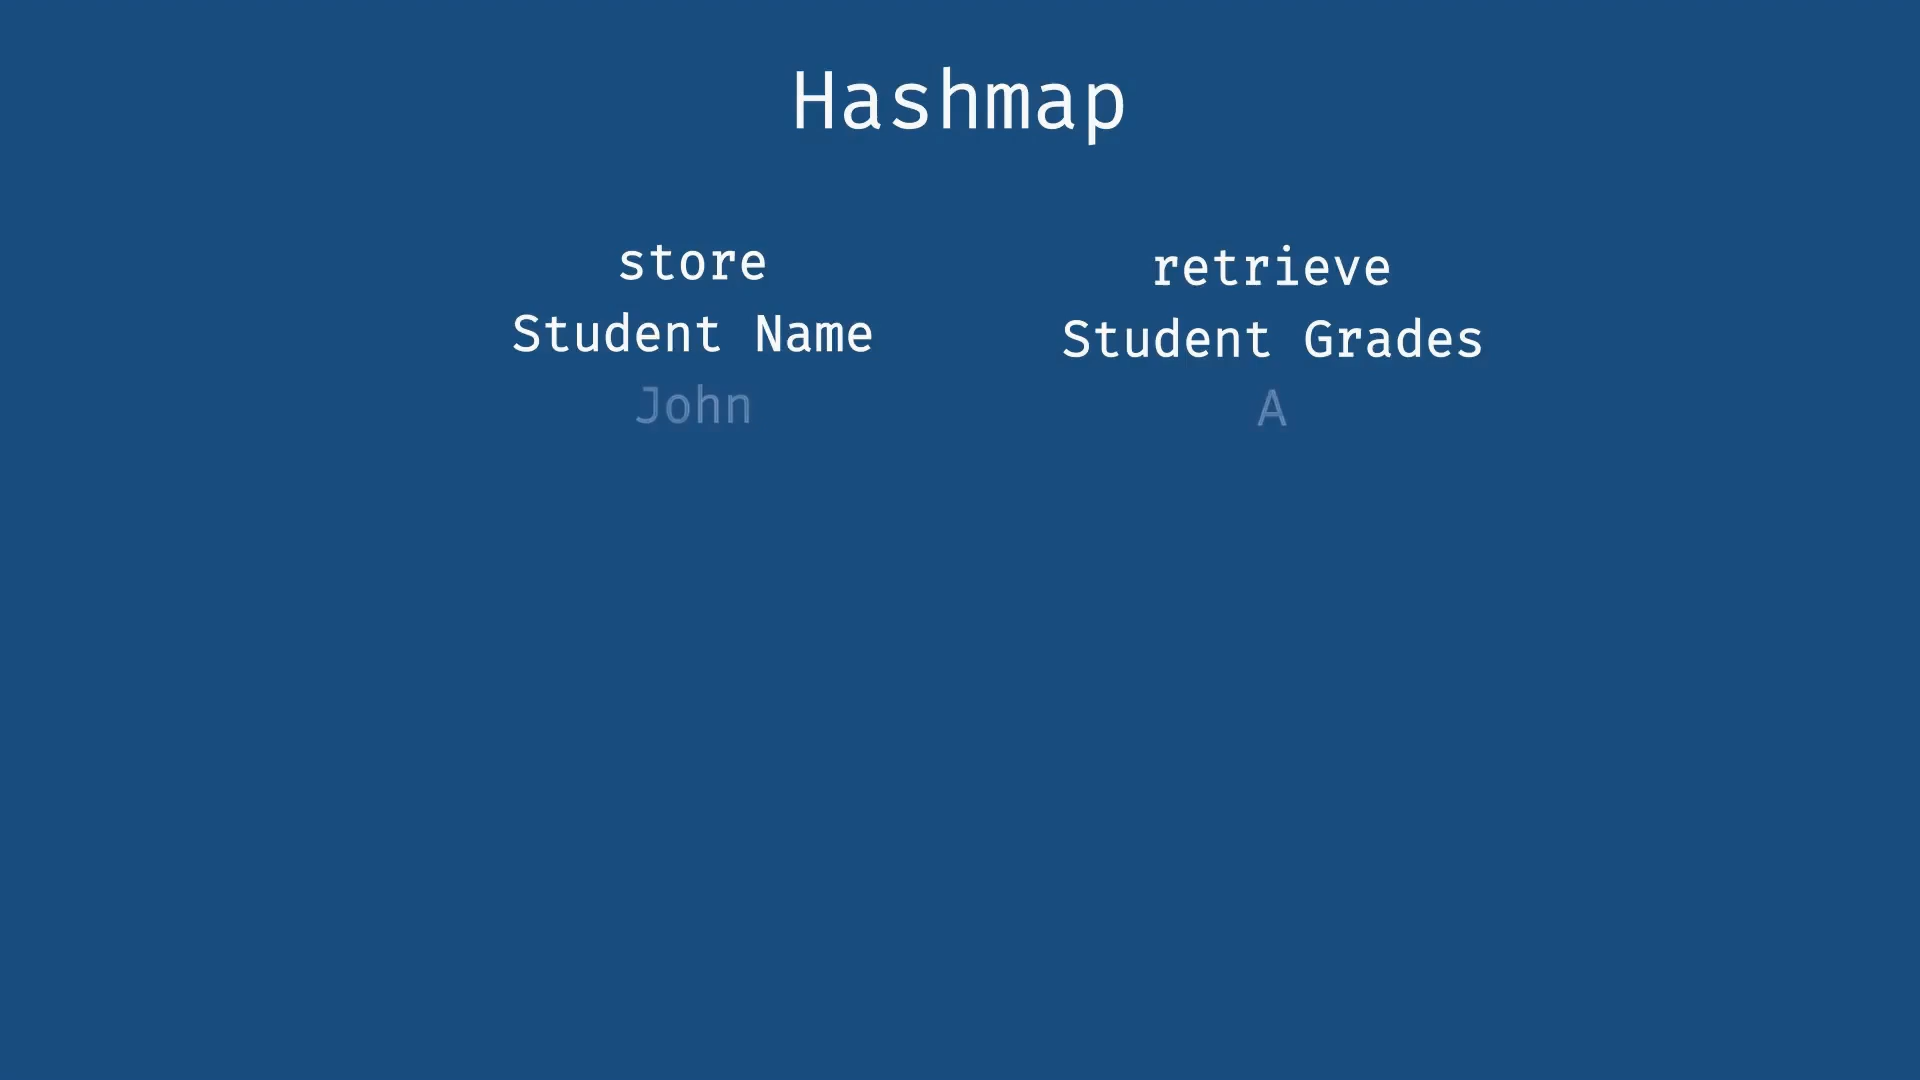 Hashmap
store
Student Name
John
retrieve
Student Grades
A